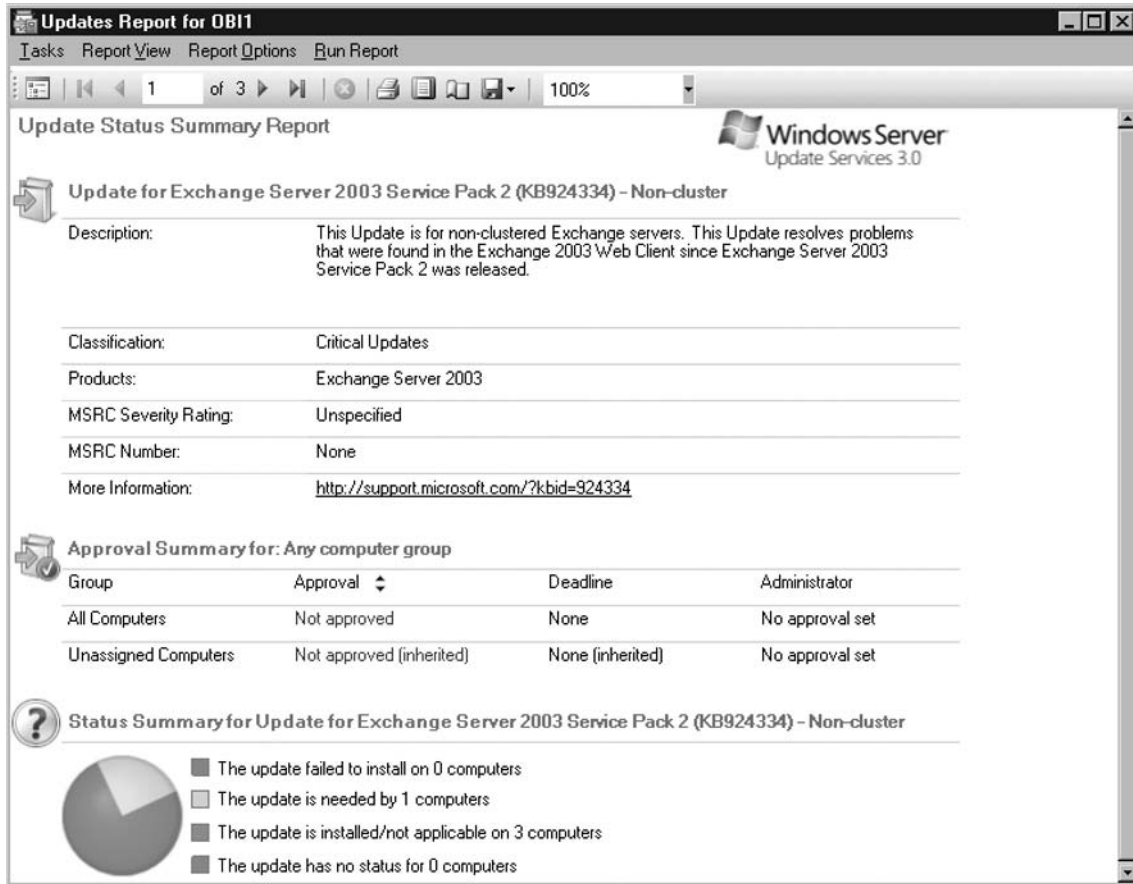 Updates Report for OBI1
Tasks Report View Report Options Run Report
1 of 3 100%
Update Status Summary Report
Windows Server
Update Services 3.0
Update for Exchange Server 2003 Service Pack 2 (KB924334) - Non-cluster
Description: This Update is for non-clustered Exchange servers. This Update resolves problems
that were found in the Exchange 2003 Web Client since Exchange Server 2003
Service Pack 2 was released.
Classification: Critical Updates
Products: Exchange Server 2003
MSRC Severity Rating: Unspecified
MSRC Number: None
More Information: http://support.microsoft.com/?kbid=924334
Approval Summary for: Any computer group
Group Approval Deadline Administrator
All Computers Not approved None No approval set
Unassigned Computers Not approved (inherited) None (inherited) No approval set
Status Summary for Update for Exchange Server 2003 Service Pack 2 (KB924334) - Non-cluster
The update failed to install on 0 computers
The update is needed by 1 computers
The update is installed/not applicable on 3 computers
The update has no status for 0 computers